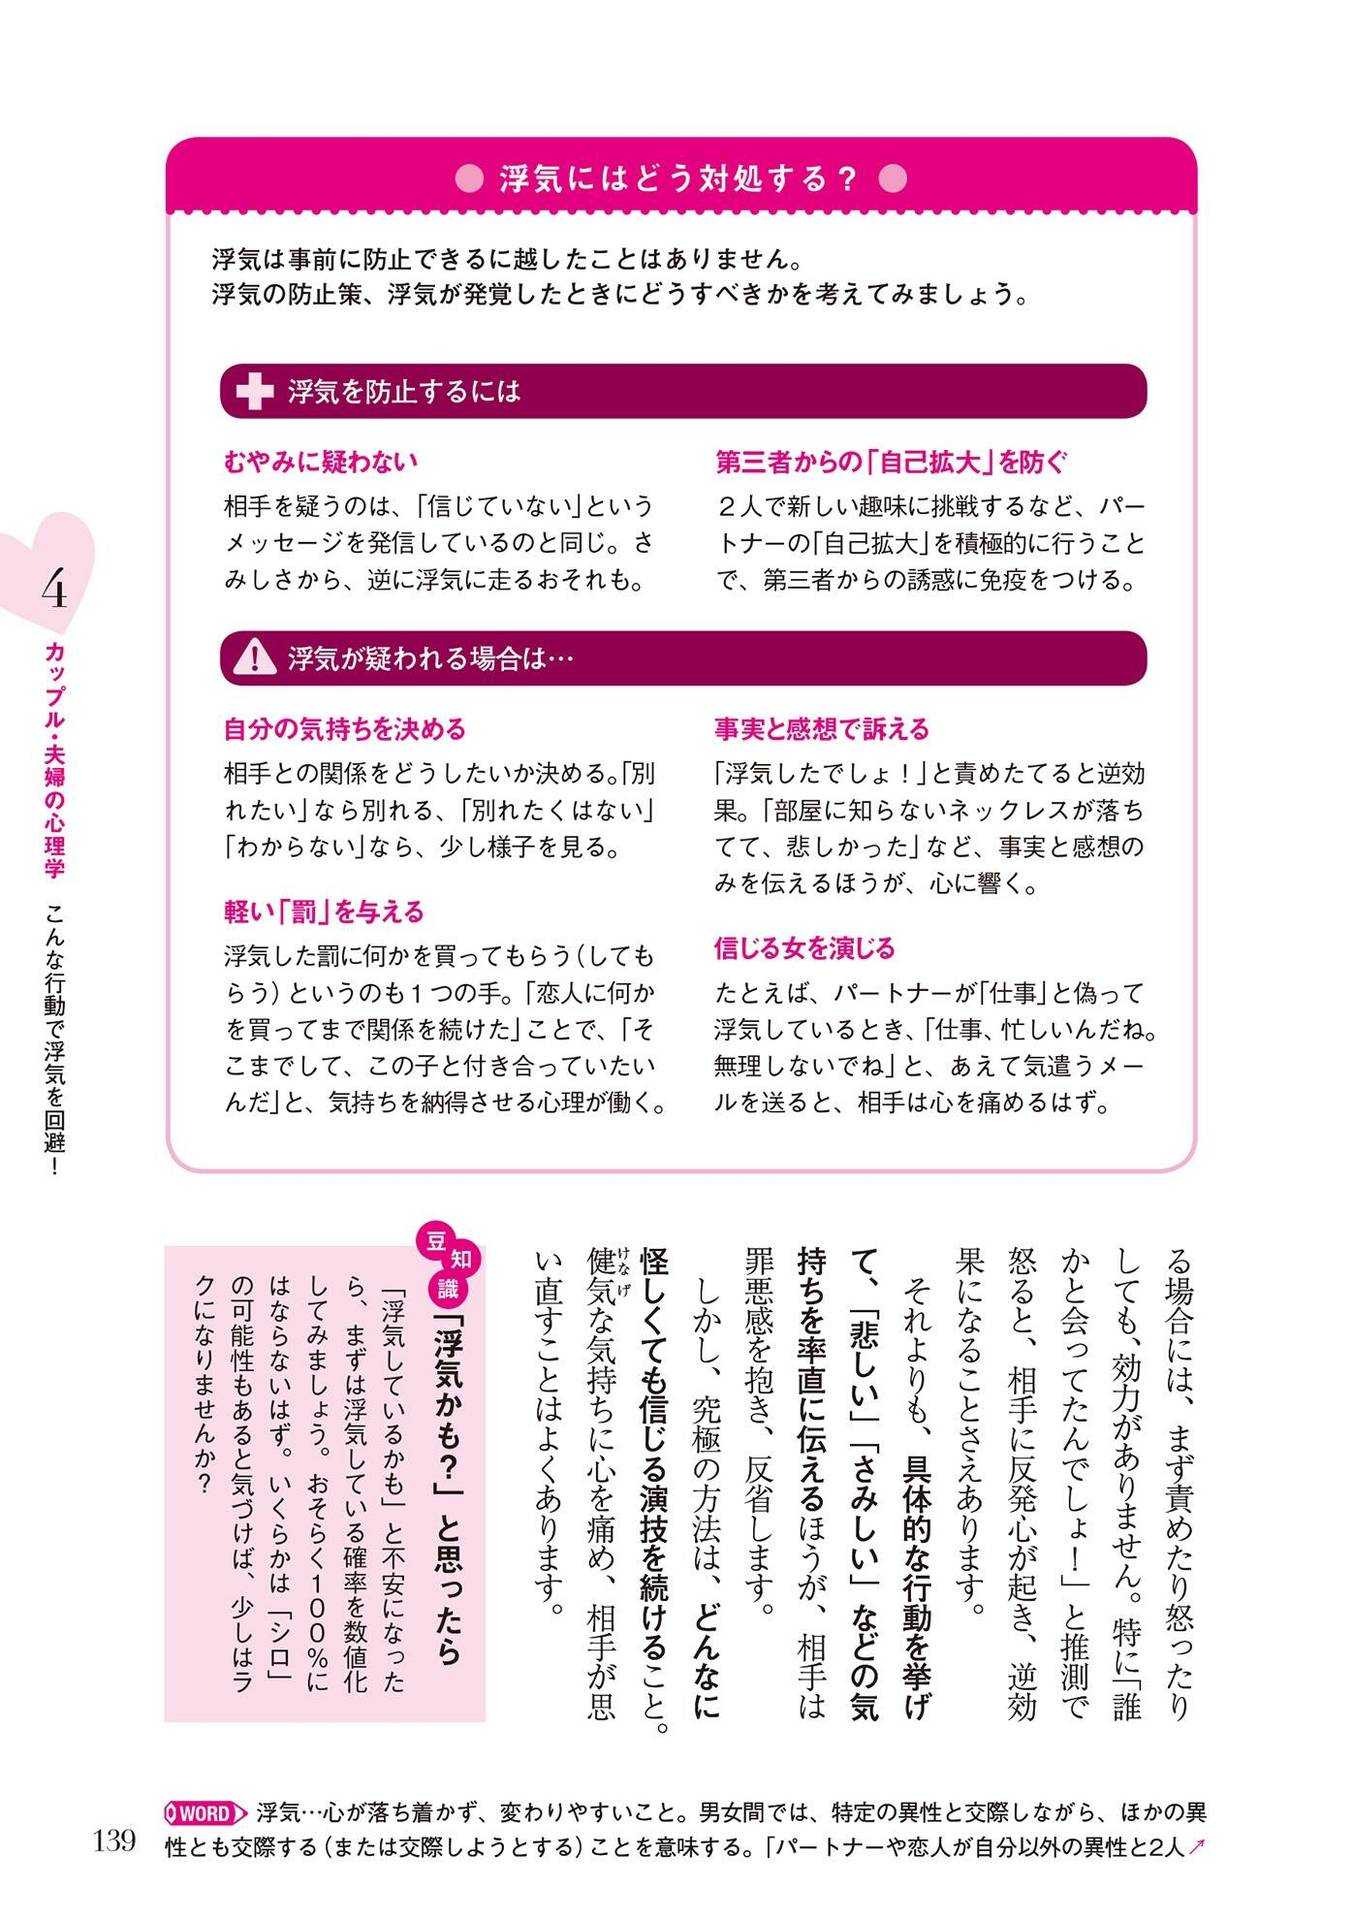 浮気にはどう対処する？
浮気は事前に防止できるに越したことはありません。
浮気の防止策、浮気が発覚したときにどうすべきかを考えてみましょう。
浮気を防止するには
むやみに疑わない
相手を疑うのは、「信じていない」という
メッセージを発信しているのと同じ。さ
みしさから、逆に浮気に走るおそれも。
第三者からの「自己拡大」を防ぐ
２人で新しい趣味に挑戦するなど、パー
トナーの「自己拡大」を積極的に行うこと
で、第三者からの誘惑に免疫をつける。
浮気が疑われる場合は…
自分の気持ちを決める
相手との関係をどうしたいか決める。「別
れたい」なら別れる、「別れたくはない」
「わからない」なら、少し様子を見る。
軽い「罰」を与える
浮気した罰に何かを買ってもらう（しても
らう）というのも１つの手。「恋人に何か
を買ってまで関係を続けた」ことで、「そ
こまでして、この子と付き合っていたい
んだ」と、気持ちを納得させる心理が働く。
事実と感想で訴える
「浮気したでしょ！」と責めたてると逆効
果。「部屋に知らないネックレスが落ち
てて、悲しかった」など、事実と感想の
みを伝えるほうが、心に響く。
信じる女を演じる
たとえば、パートナーが「仕事」と偽って
浮気しているとき、「仕事、忙しいんだね。
無理しないでね」と、あえて気遣うメー
ルを送ると、相手は心を痛めるはず。
4
カップル・夫婦の心理学　こんな行動で浮気を回避！
る場合には、まず責めたり怒ったり
しても、効力がありません。特に「誰
かと会ってたんでしょ！」と推測で
怒ると、相手に反発心が起き、逆効
果になることさえあります。
それよりも、具体的な行動を挙げ
て、「悲しい」「さみしい」などの気
持ちを率直に伝えるほうが、相手は
罪悪感を抱き、反省します。
しかし、究極の方法は、どんなに
怪しくても信じる演技を続けること。
健気な気持ちに心を痛め、相手が思
けなげ
い直すことはよくあります。
豆知識
「浮気かも？」と思ったら
「浮気しているかも」と不安になった
ら、まずは浮気している確率を数値化
してみましょう。おそらく１００％に
はならないはず。いくらかは「シロ」
の可能性もあると気づけば、少しはラ
クになりませんか？
WORD 浮気…心が落ち着かず、変わりやすいこと。男女間では、特定の異性と交際しながら、ほかの異
性とも交際する（または交際しようとする）ことを意味する。「パートナーや恋人が自分以外の異性と2人↗
139